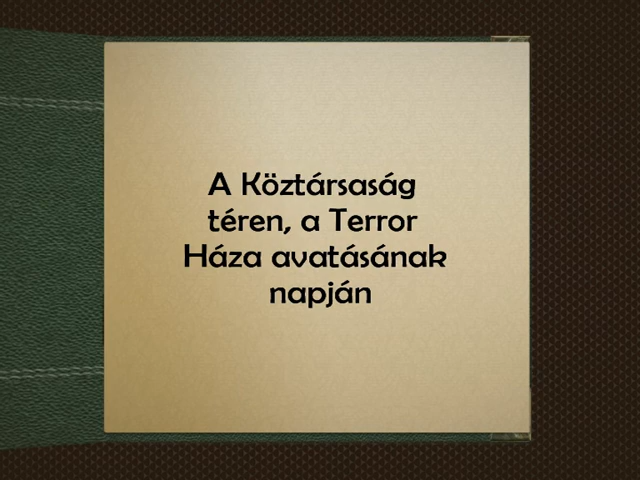 A Köztársaság
téren, a Terror
Háza avatásának
napján